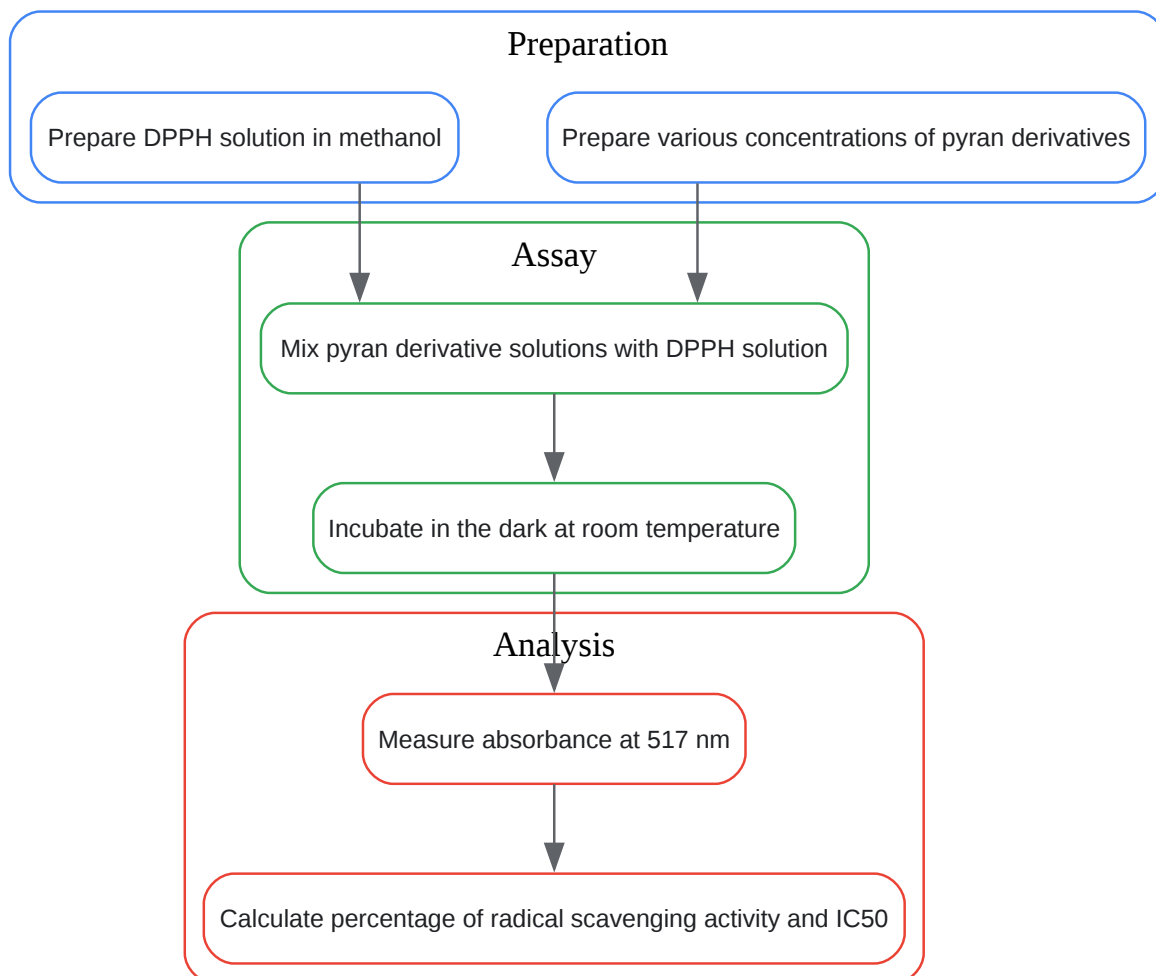 Preparation
Prepare DPPH solution in methanol
Prepare various concentrations of pyran derivatives
Assay
Mix pyran derivative solutions with DPPH solution
Incubate in the dark at room temperature
Analysis
Measure absorbance at 517 nm
Calculate percentage of radical scavenging activity and IC50